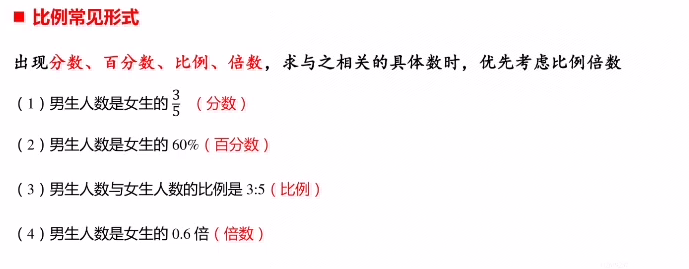 ■ 比例常见形式
出现分数、百分数、比例、倍数，求与之相关的具体数时，优先考虑比例倍数
（1）男生人数是女生的3/5 （分数）
（2）男生人数是女生的 60%（百分数）
（3）男生人数与女生人数的比例是 3:5（比例）
（4）男生人数是女生的 0.6 倍（倍数）